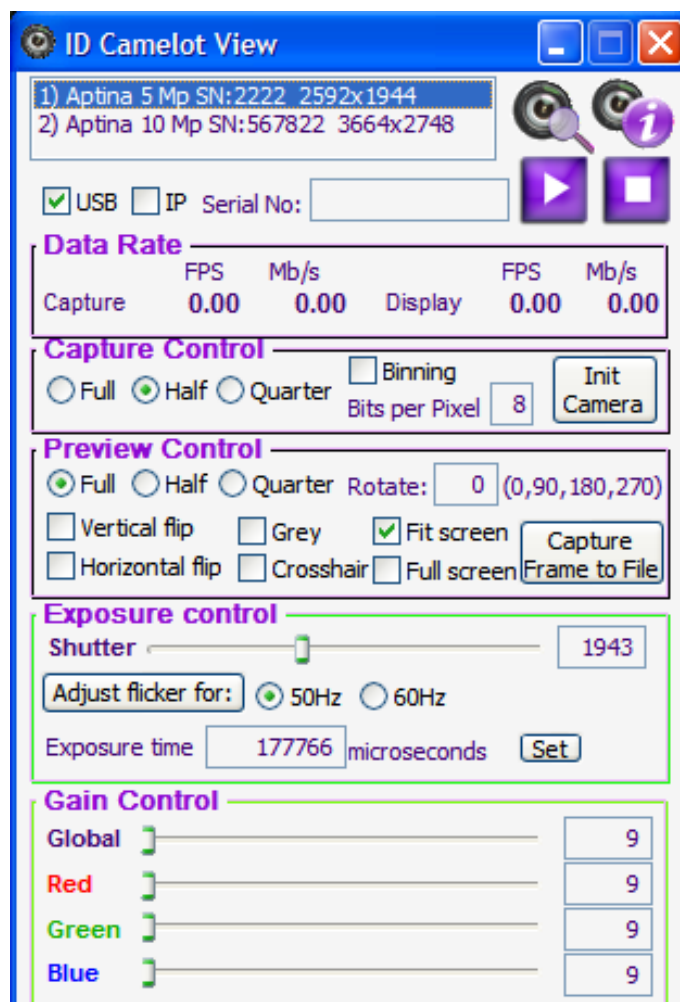 ID Camelot View
1) Aptina 5 Mp SN:2222 2592x1944
2) Aptina 10 Mp SN:567822 3664x2748
USB IP Serial No:
Data Rate
FPS Mb/s FPS Mb/s
Capture 0.00 0.00 Display 0.00 0.00
Capture Control
Full Half Quarter Binning Init
Bits per Pixel 8 Camera
Preview Control
Full Half Quarter Rotate: 0 (0,90,180,270)
Vertical flip Grey Fit screen Capture
Horizontal flip Crosshair Full screen Frame to File
Exposure control
Shutter 1943
Adjust flicker for: 50Hz 60Hz
Exposure time 177766 microseconds Set
Gain Control
Global 9
Red 9
Green 9
Blue 9